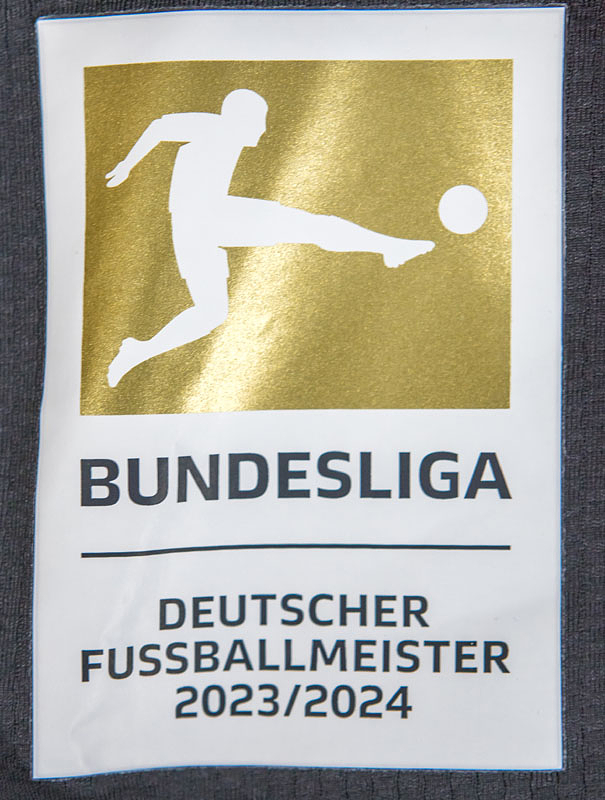 BUNDESLIGA
DEUTSCHER
FUSSBALLMEISTER
2023/2024